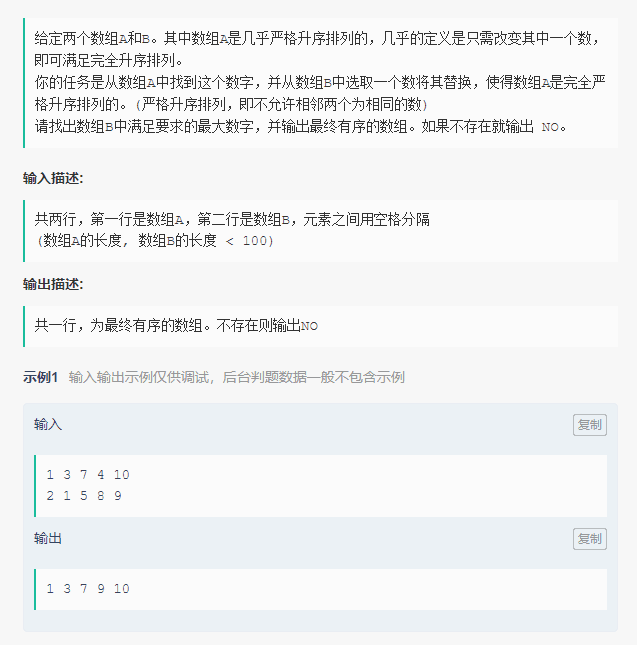 给定两个数组A和B。其中数组A是几乎严格升序排列的，几乎的定义是只需改变其中一个数，
即可满足完全升序排列。
你的任务是从数组A中找到这个数字，并从数组B中选取一个数将其替换，使得数组A是完全严
格升序排列的。(严格升序排列，即不允许相邻两个为相同的数)
请找出数组B中满足要求的最大数字，并输出最终有序的数组。如果不存在就输出 NO。
输入描述：
共两行，第一行是数组A，第二行是数组B，元素之间用空格分隔
(数组A的长度, 数组B的长度 < 100)
输出描述：
共一行，为最终有序的数组。不存在则输出NO
示例1 输入输出示例仅供调试，后台判题数据一般不包含示例
输入 复制
1 3 7 4 10
2 1 5 8 9
输出 复制
1 3 7 9 10